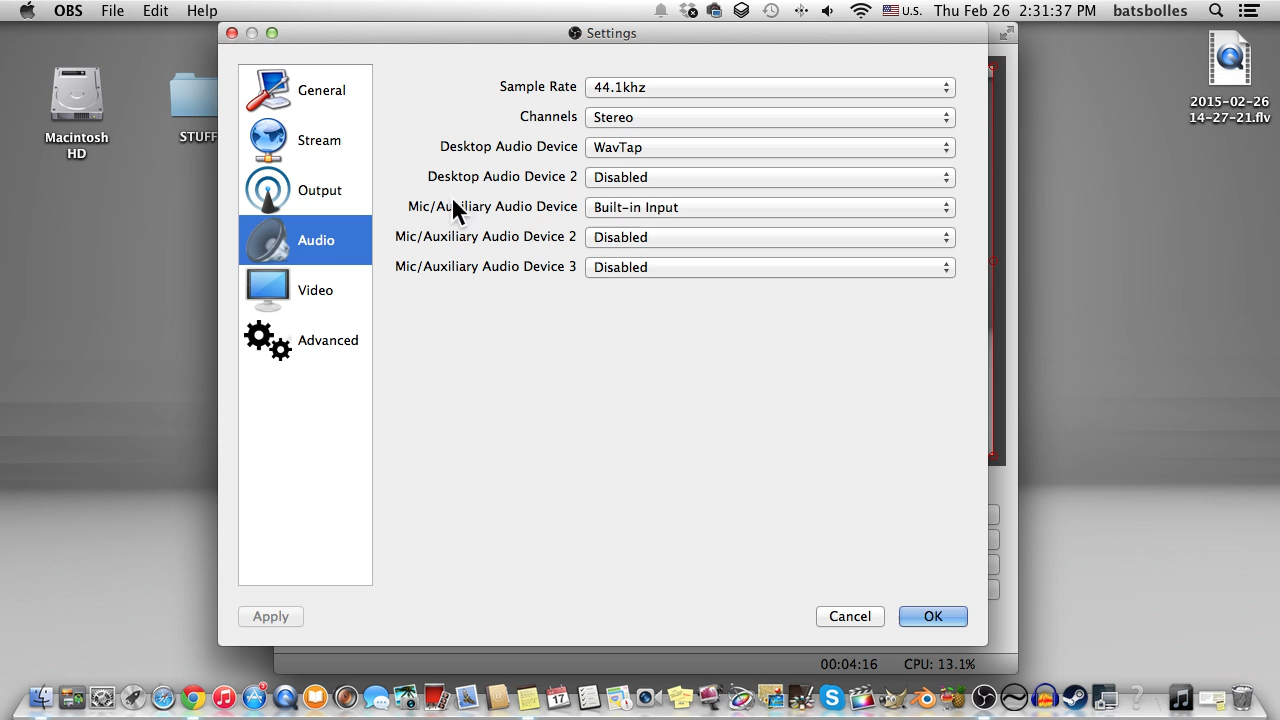 OBS File Edit Help
U.S. Thu Feb 26 2:31:37 PM batsbolles
Settings
General
Stream
Output
Audio
Video
Advanced
Sample Rate 44.1khz
Channels Stereo
Desktop Audio Device WavTap
Desktop Audio Device 2 Disabled
Mic/Auxiliary Audio Device Built-in Input
Mic/Auxiliary Audio Device 2 Disabled
Mic/Auxiliary Audio Device 3 Disabled
Apply
Cancel
OK
00:04:16 CPU: 13.1%
Macintosh
HD
STUFF
2015-02-26
14-27-21.flv